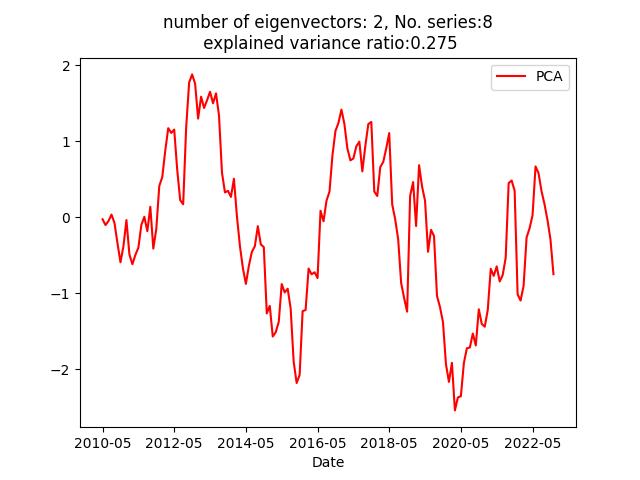 number of eigenvectors: 2, No. series:8
explained variance ratio:0.275
PCA
2
1
0
−1
−2
2010-05 2012-05 2014-05 2016-05 2018-05 2020-05 2022-05
Date